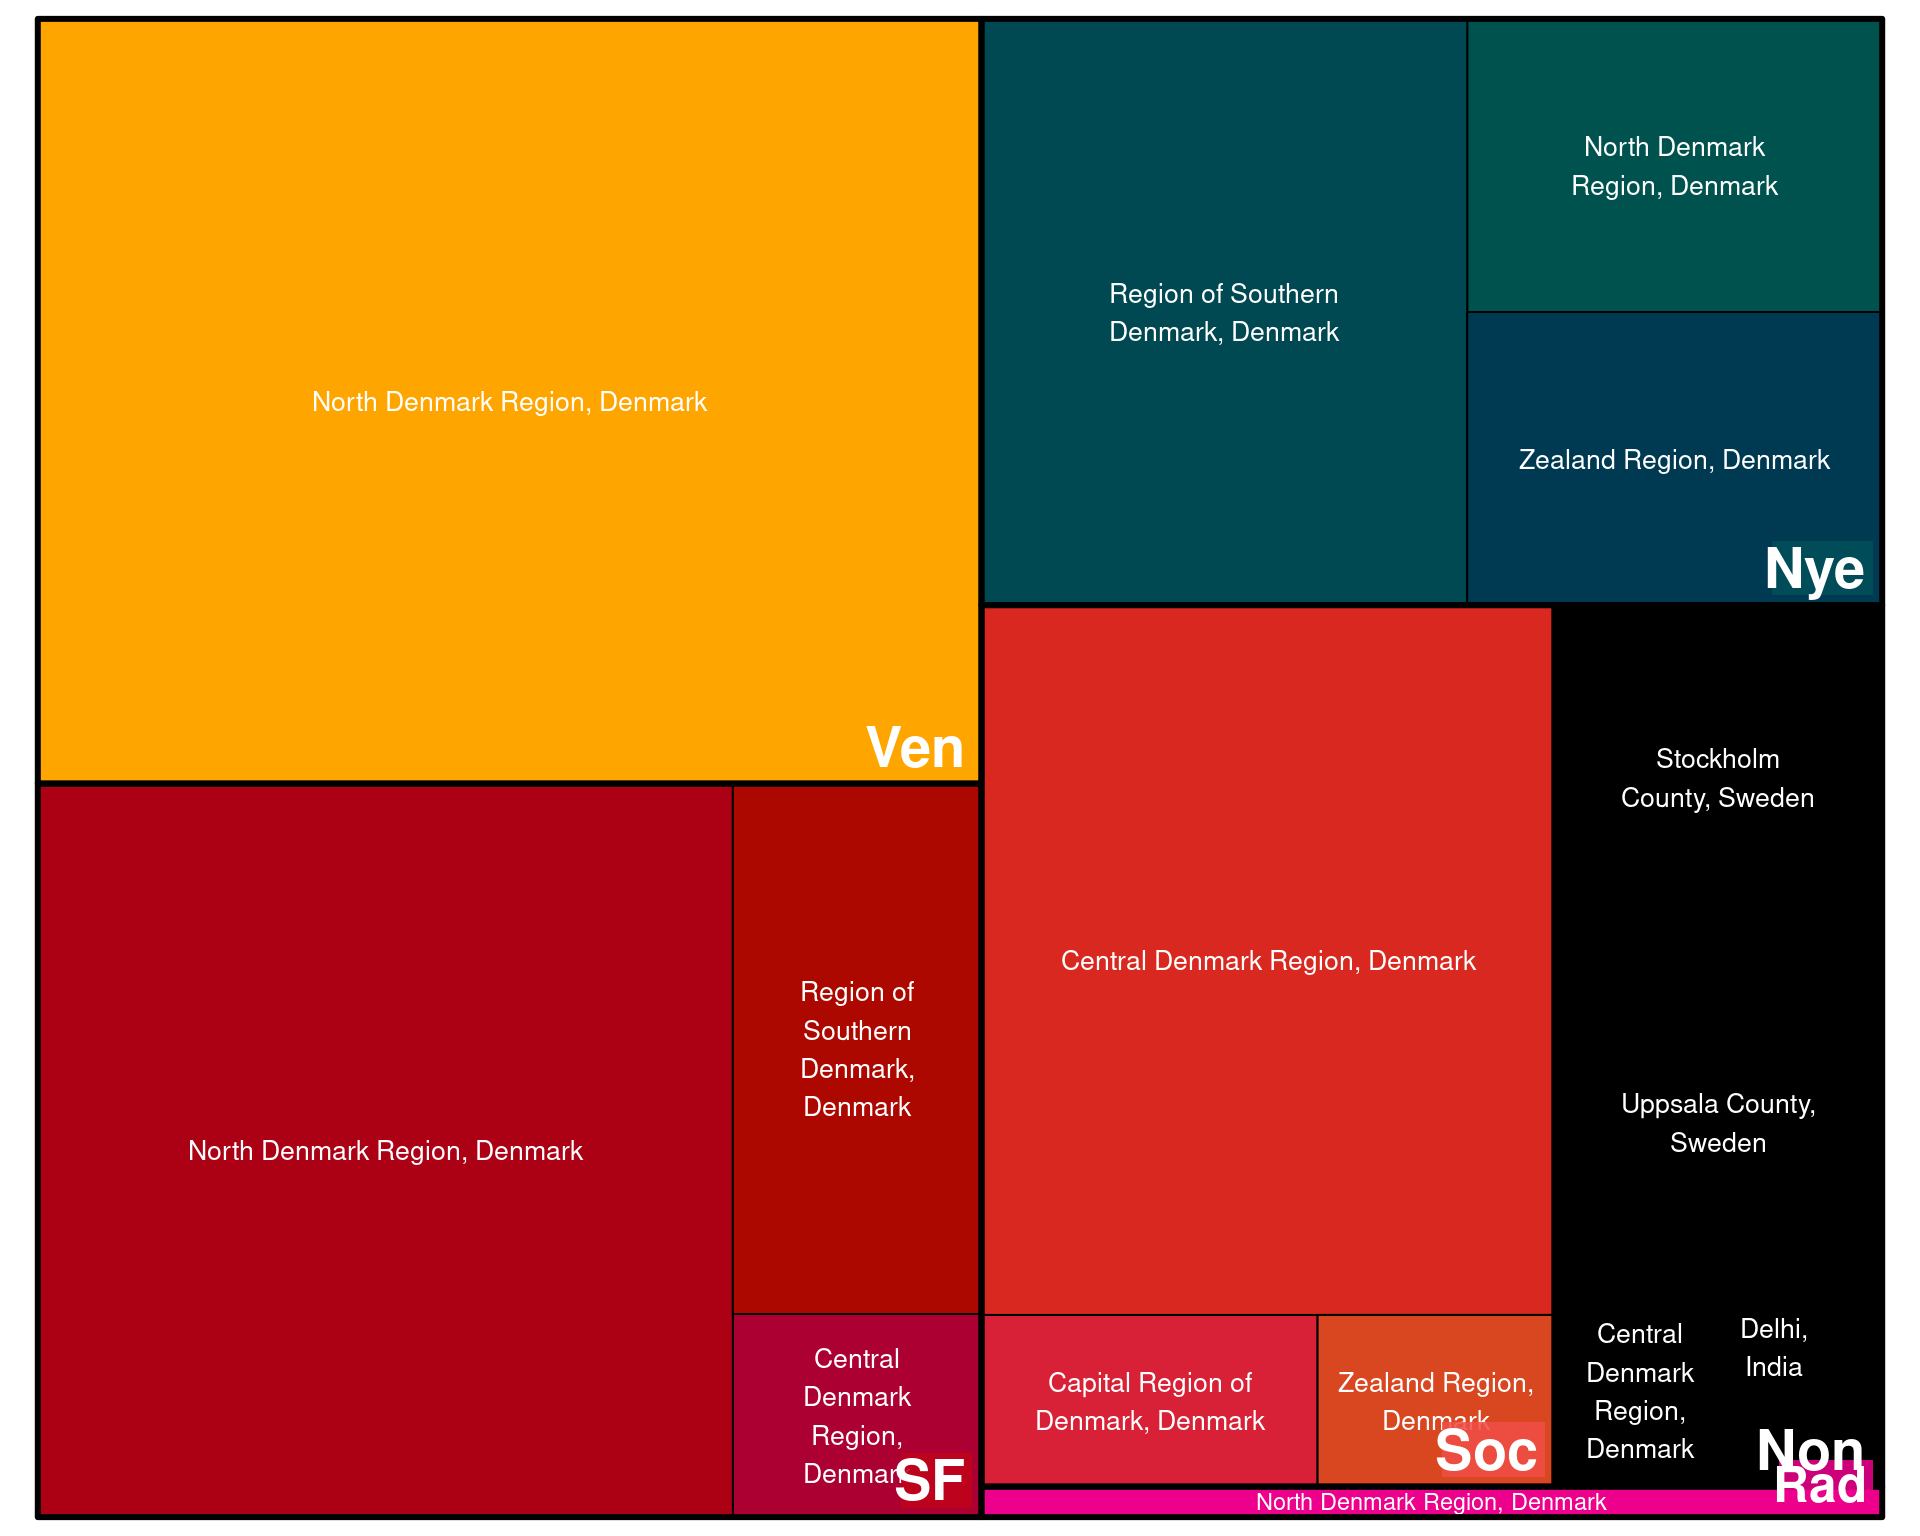 North Denmark Region, Denmark
Ven
North Denmark Region, Denmark
Region of
Southern
Denmark,
Denmark
Central
Denmark
Region,
Denmark
SF
Region of Southern
Denmark, Denmark
North Denmark
Region, Denmark
Zealand Region, Denmark
Nye
Central Denmark Region, Denmark
Capital Region of
Denmark, Denmark
Zealand Region,
Denmark
Soc
Stockholm
County, Sweden
Uppsala County,
Sweden
Central
Denmark
Region,
Denmark
Delhi,
India
Non
Rad
North Denmark Region, Denmark